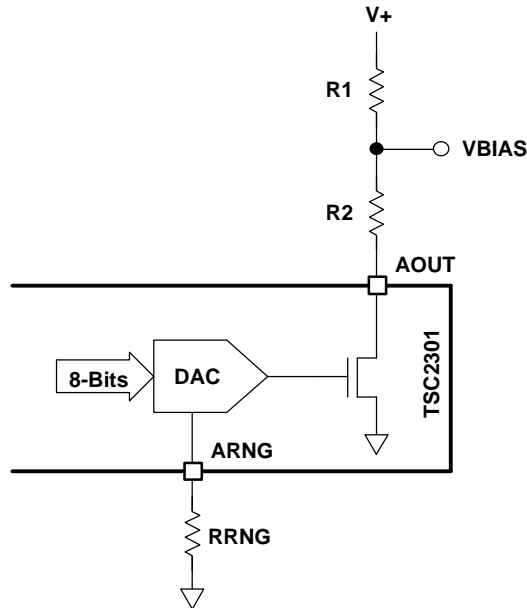 V+
R1
VBIAS
R2
AOUT
TSC2301
8-Bits
DAC
ARNG
RRNG